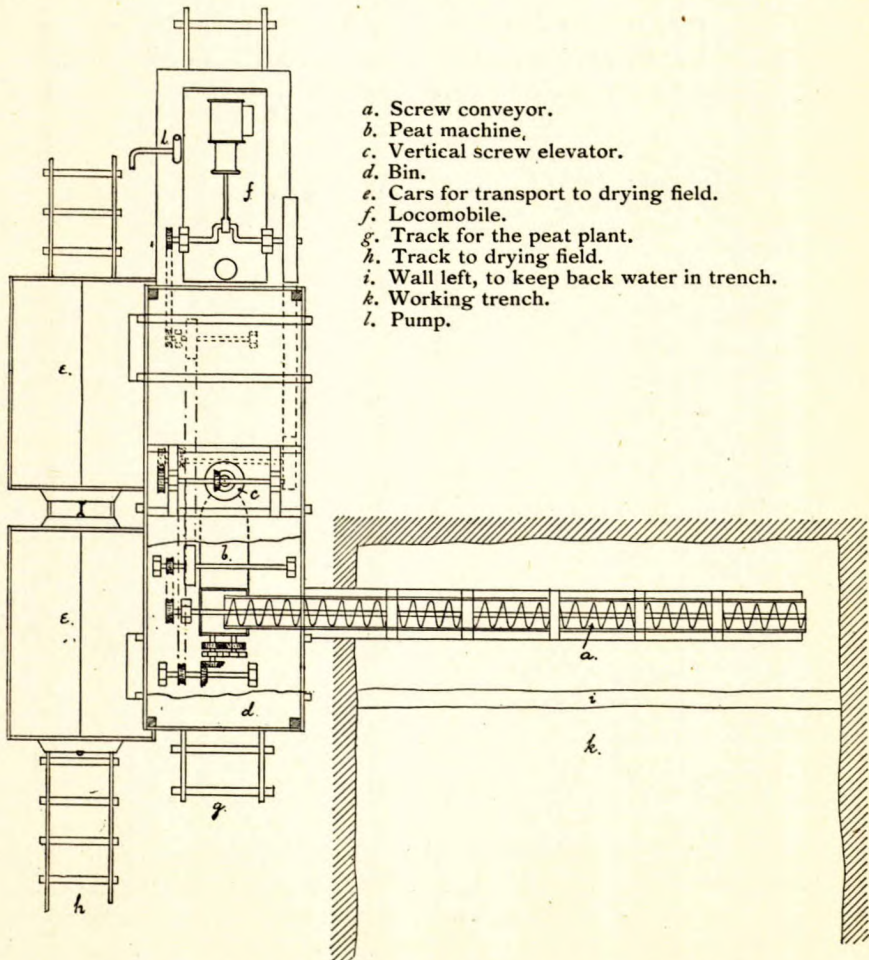 a. Screw conveyor.
b. Peat machine,
c. Vertical screw elevator.
d. Bin.
e. Cars for transport to drying field.
f. Locomobile.
g. Track for the peat plant.
h. Track to drying field.
i. Wall left, to keep back water in trench.
k. Working trench.
l. Pump.
l
f
e.
c
b.
e.
a.
i
d.
k.
g.
h